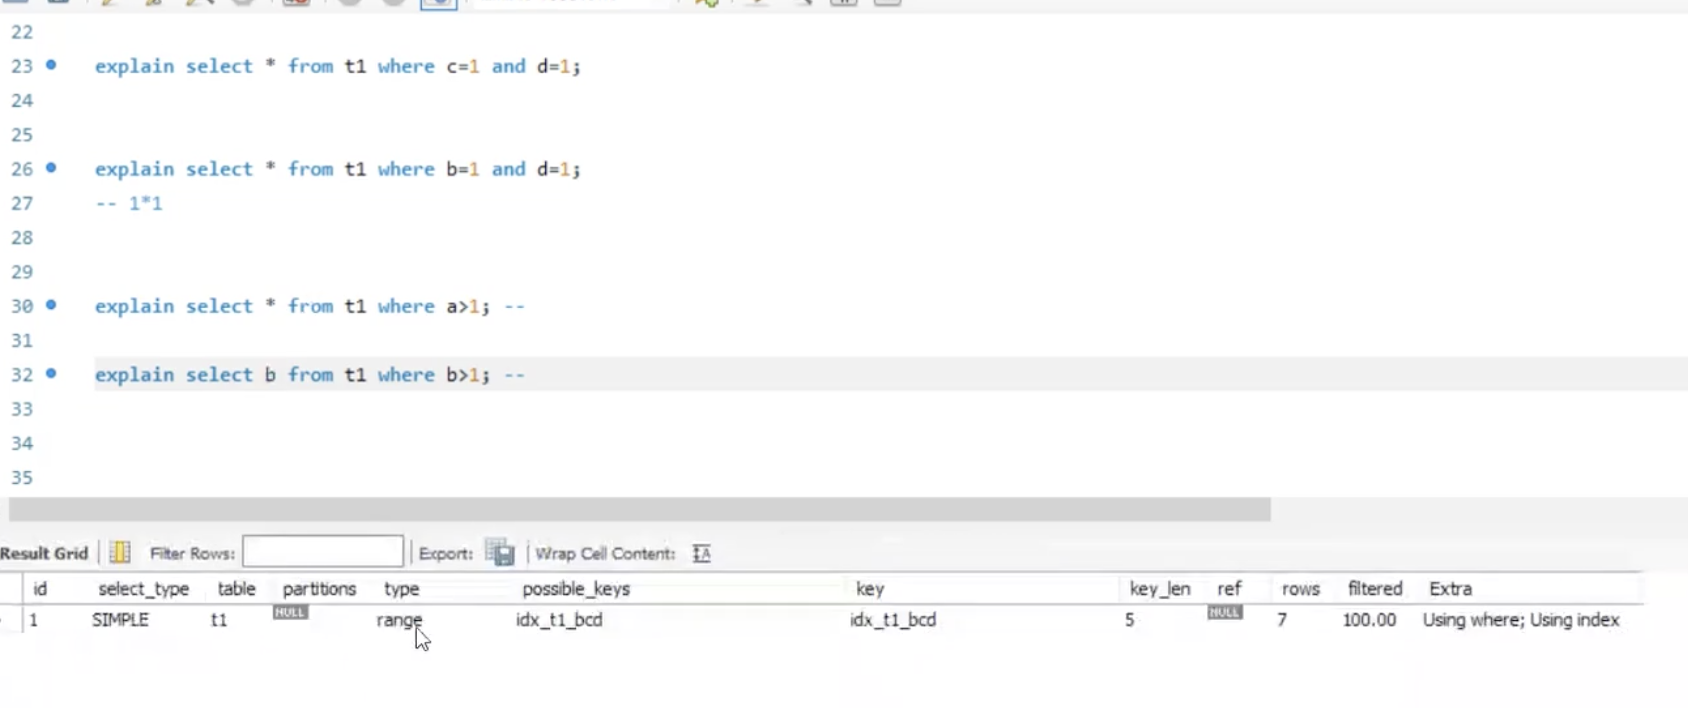 22
23 explain select * from t1 where c=1 and d=1;
24
25
26 explain select * from t1 where b=1 and d=1;
27 -- 1*1
28
29
30 explain select * from t1 where a>1; --
31
32 explain select b from t1 where b>1; --
33
34
35
Result Grid Filter Rows: Export: Wrap Cell Content: IA
id select_type table partitions type possible_keys key key_len ref rows filtered Extra
1 SIMPLE t1 NULL range idx_t1_bcd idx_t1_bcd 5 NULL 7 100.00 Using where; Using index